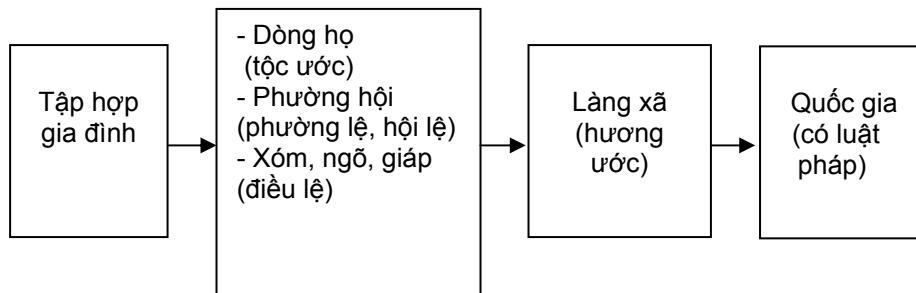 Tập hợp
gia đình
- Dòng họ
(tộc ước)
- Phường hội
(phường lệ, hội lệ)
- Xóm, ngõ, giáp
(điều lệ)
Làng xã
(hương
ước)
Quốc gia
(có luật
pháp)